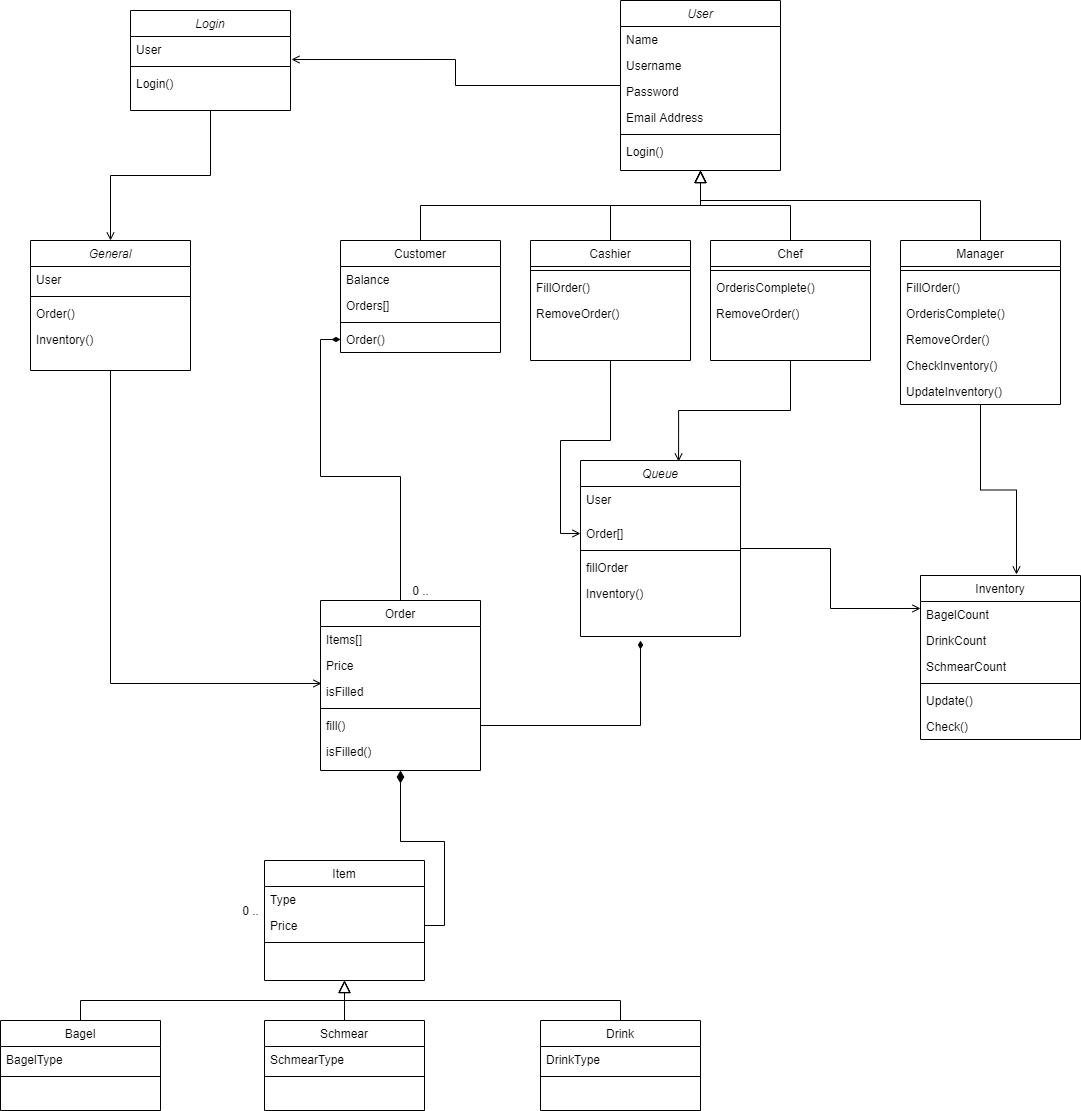 Login
User
Login()
User
Name
Username
Password
Email Address
Login()
General
User
Order()
Inventory()
Customer
Balance
Orders[]
Order()
Cashier
FillOrder()
RemoveOrder()
Chef
OrderisComplete()
RemoveOrder()
Manager
FillOrder()
OrderisComplete()
RemoveOrder()
CheckInventory()
UpdateInventory()
Queue
User
Order[]
fillOrder
Inventory()
Inventory
BagelCount
DrinkCount
SchmearCount
Update()
Check()
0 ..
Order
Items[]
Price
isFilled
fill()
isFilled()
Item
Type
Price
0 ..
Bagel
BagelType
Schmear
SchmearType
Drink
DrinkType